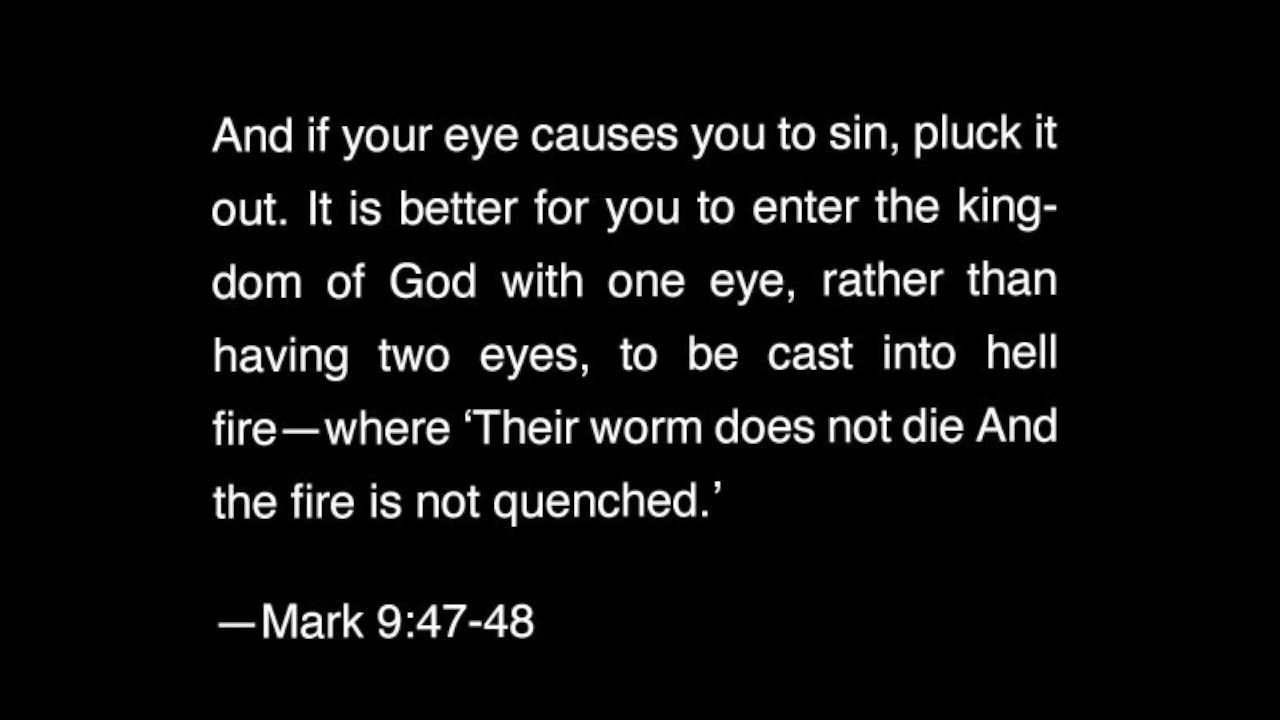 And if your eye causes you to sin, pluck it
out. It is better for you to enter the king-
dom of God with one eye, rather than
having two eyes, to be cast into hell
fire—where ‘Their worm does not die And
the fire is not quenched.’
—Mark 9:47-48